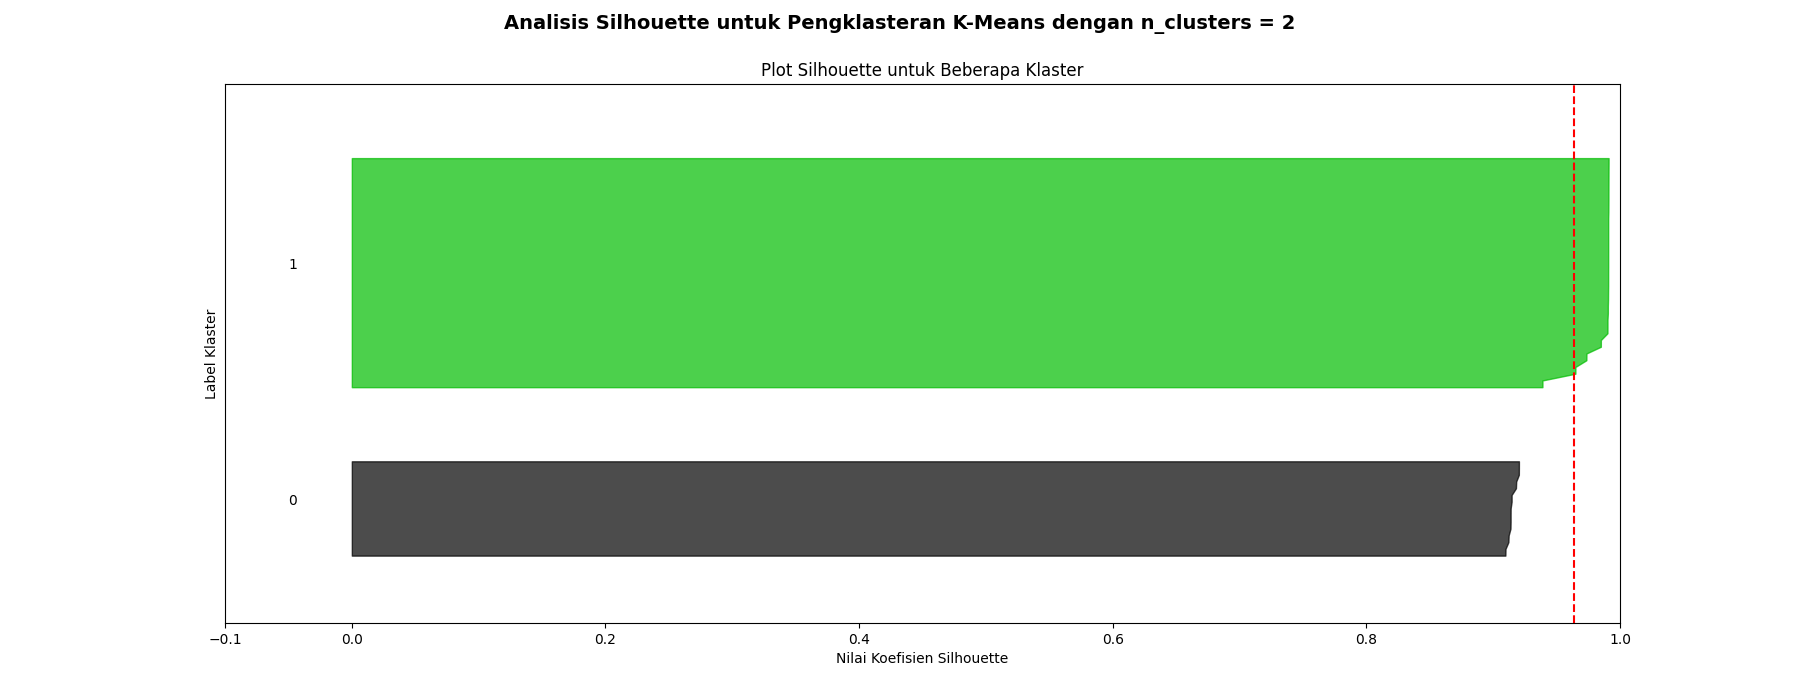 Analisis Silhouette untuk Pengklasteran K-Means dengan n_clusters = 2
Plot Silhouette untuk Beberapa Klaster
1
0
Label Klaster
−0.1 0.0 0.2 0.4 0.6 0.8 1.0
Nilai Koefisien Silhouette